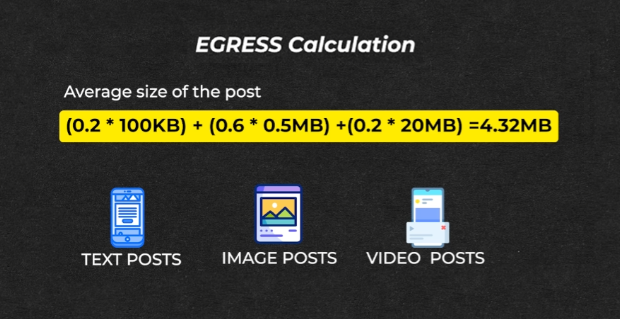 EGRESS Calculation
Average size of the post
(0.2 * 100KB) + (0.6 * 0.5MB) +(0.2 * 20MB) =4.32MB
TEXT POSTS
IMAGE POSTS
VIDEO POSTS